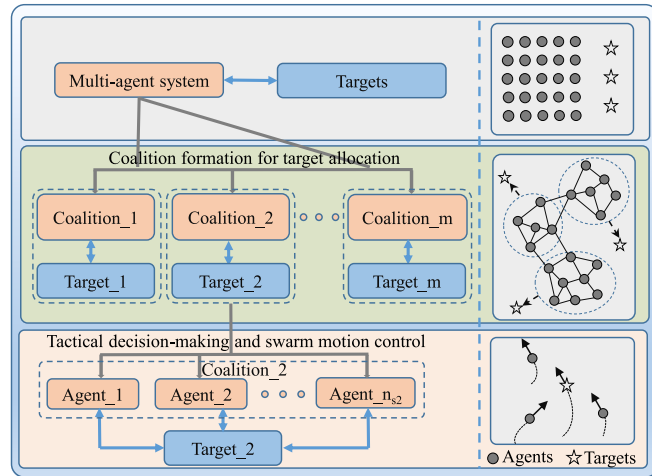 Multi-agent system
Targets
Coalition formation for target allocation
Coalition_1
Coalition_2
Coalition_m
Target_1
Target_2
Target_m
Tactical decision-making and swarm motion control
Coalition_2
Agent_1
Agent_2
Agent_n_s2
Target_2
Agents
Targets